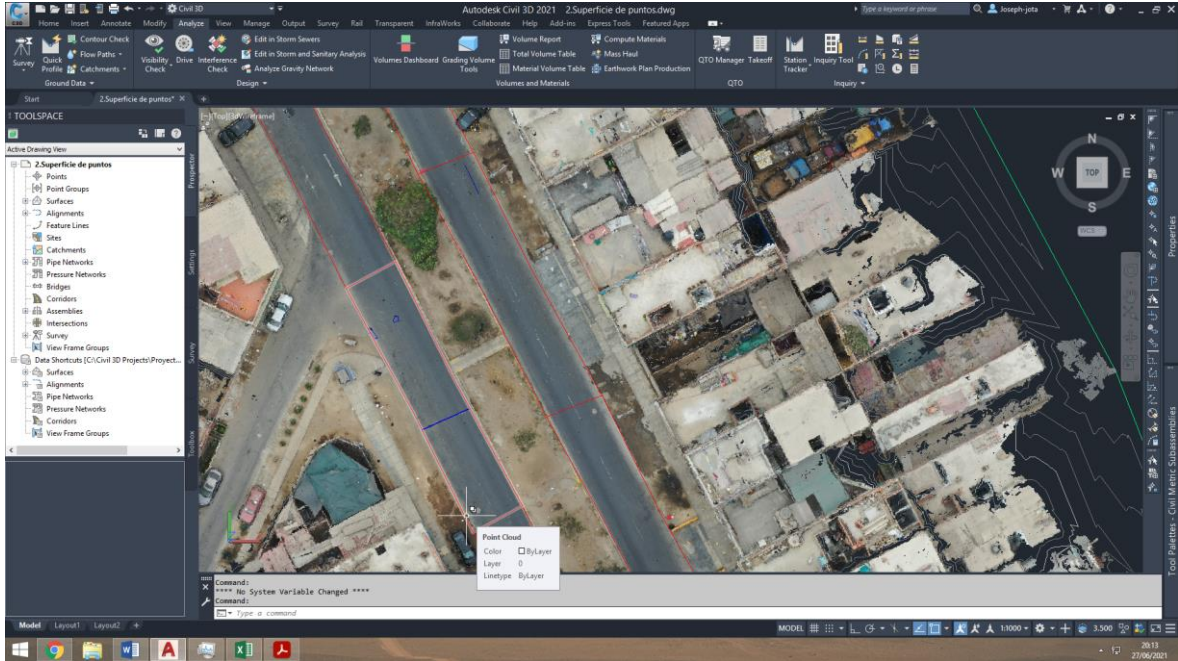 Civil 3D
Autodesk Civil 3D 2021 2.Superficie de puntos.dwg
Type a keyword or phrase
Joseph-jota
Home Insert Annotate Modify Analyze View Manage Output Survey Rail Transparent InfraWorks Collaborate Help Add-ins Express Tools Featured Apps
Survey
Quick Profile
Contour Check
Flow Paths
Catchments
Ground Data
Visibility Check
Drive
Interference Check
Edit in Storm Sewers
Edit in Storm and Sanitary Analysis
Analyze Gravity Network
Design
Volumes Dashboard
Grading Volume Tools
Volume Report
Total Volume Table
Material Volume Table
Compute Materials
Mass Haul
Earthwork Plan Production
Volumes and Materials
QTO Manager
Takeoff
QTO
Station Tracker
Inquiry Tool
Inquiry
Start
2.Superficie de puntos*
TOOLSPACE
Active Drawing View
2.Superficie de puntos
Points
Point Groups
Surfaces
Alignments
Feature Lines
Sites
Catchments
Pipe Networks
Pressure Networks
Bridges
Corridors
Assemblies
Intersections
Survey
View Frame Groups
Data Shortcuts [C:\Civil 3D Projects\Proyect...
Surfaces
Alignments
Pipe Networks
Pressure Networks
Corridors
View Frame Groups
Prospector
Settings
Survey
Toolbox
N
W
TOP
E
S
WCS
Properties
Tool Palettes - Civil Metric Subassemblies
Point Cloud
Color ByLayer
Layer 0
Linetype ByLayer
Command:
**** No System Variable Changed ****
Command:
Type a command
Model Layout1 Layout2 +
MODEL
1:1000
3.500
20:13
27/06/2021